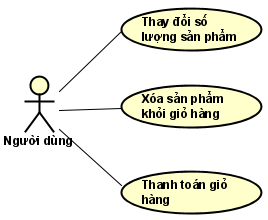 Thay đổi số
lượng sản phẩm
Xóa sản phẩm
khỏi giỏ hàng
Người dùng
Thanh toán giỏ
hàng